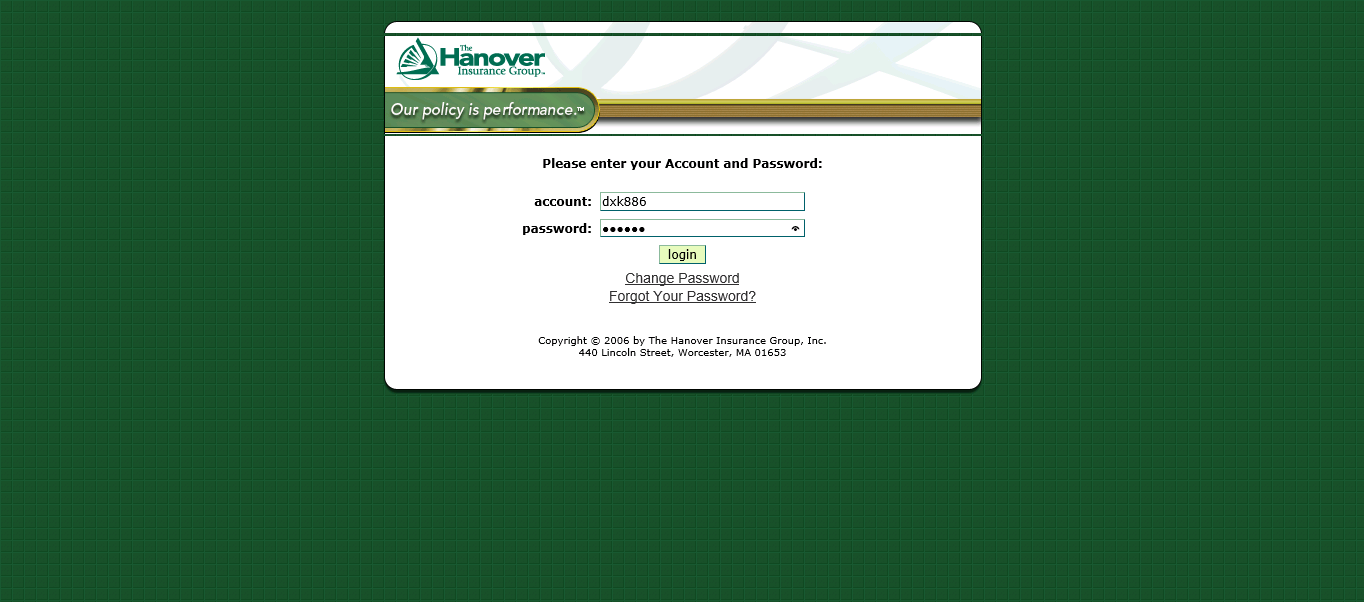 The
Hanover
Insurance Group™
Our policy is performance.™
Please enter your Account and Password:
account: dxk886
password: ••••••
login
Change Password
Forgot Your Password?
Copyright © 2006 by The Hanover Insurance Group, Inc.
440 Lincoln Street, Worcester, MA 01653